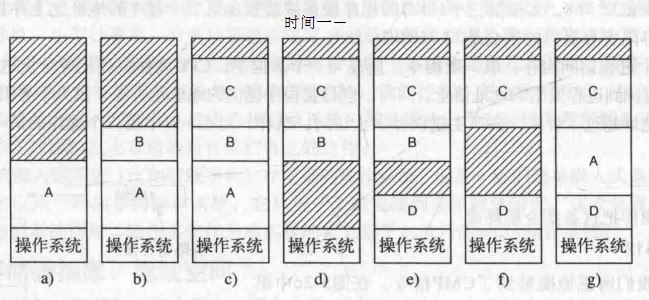 时间——
C C C C
B B B B
A
A A A
D D
操作系统 操作系统 操作系统 操作系统 操作系统 操作系统 操作系统
a) b) c) d) e) f) g)